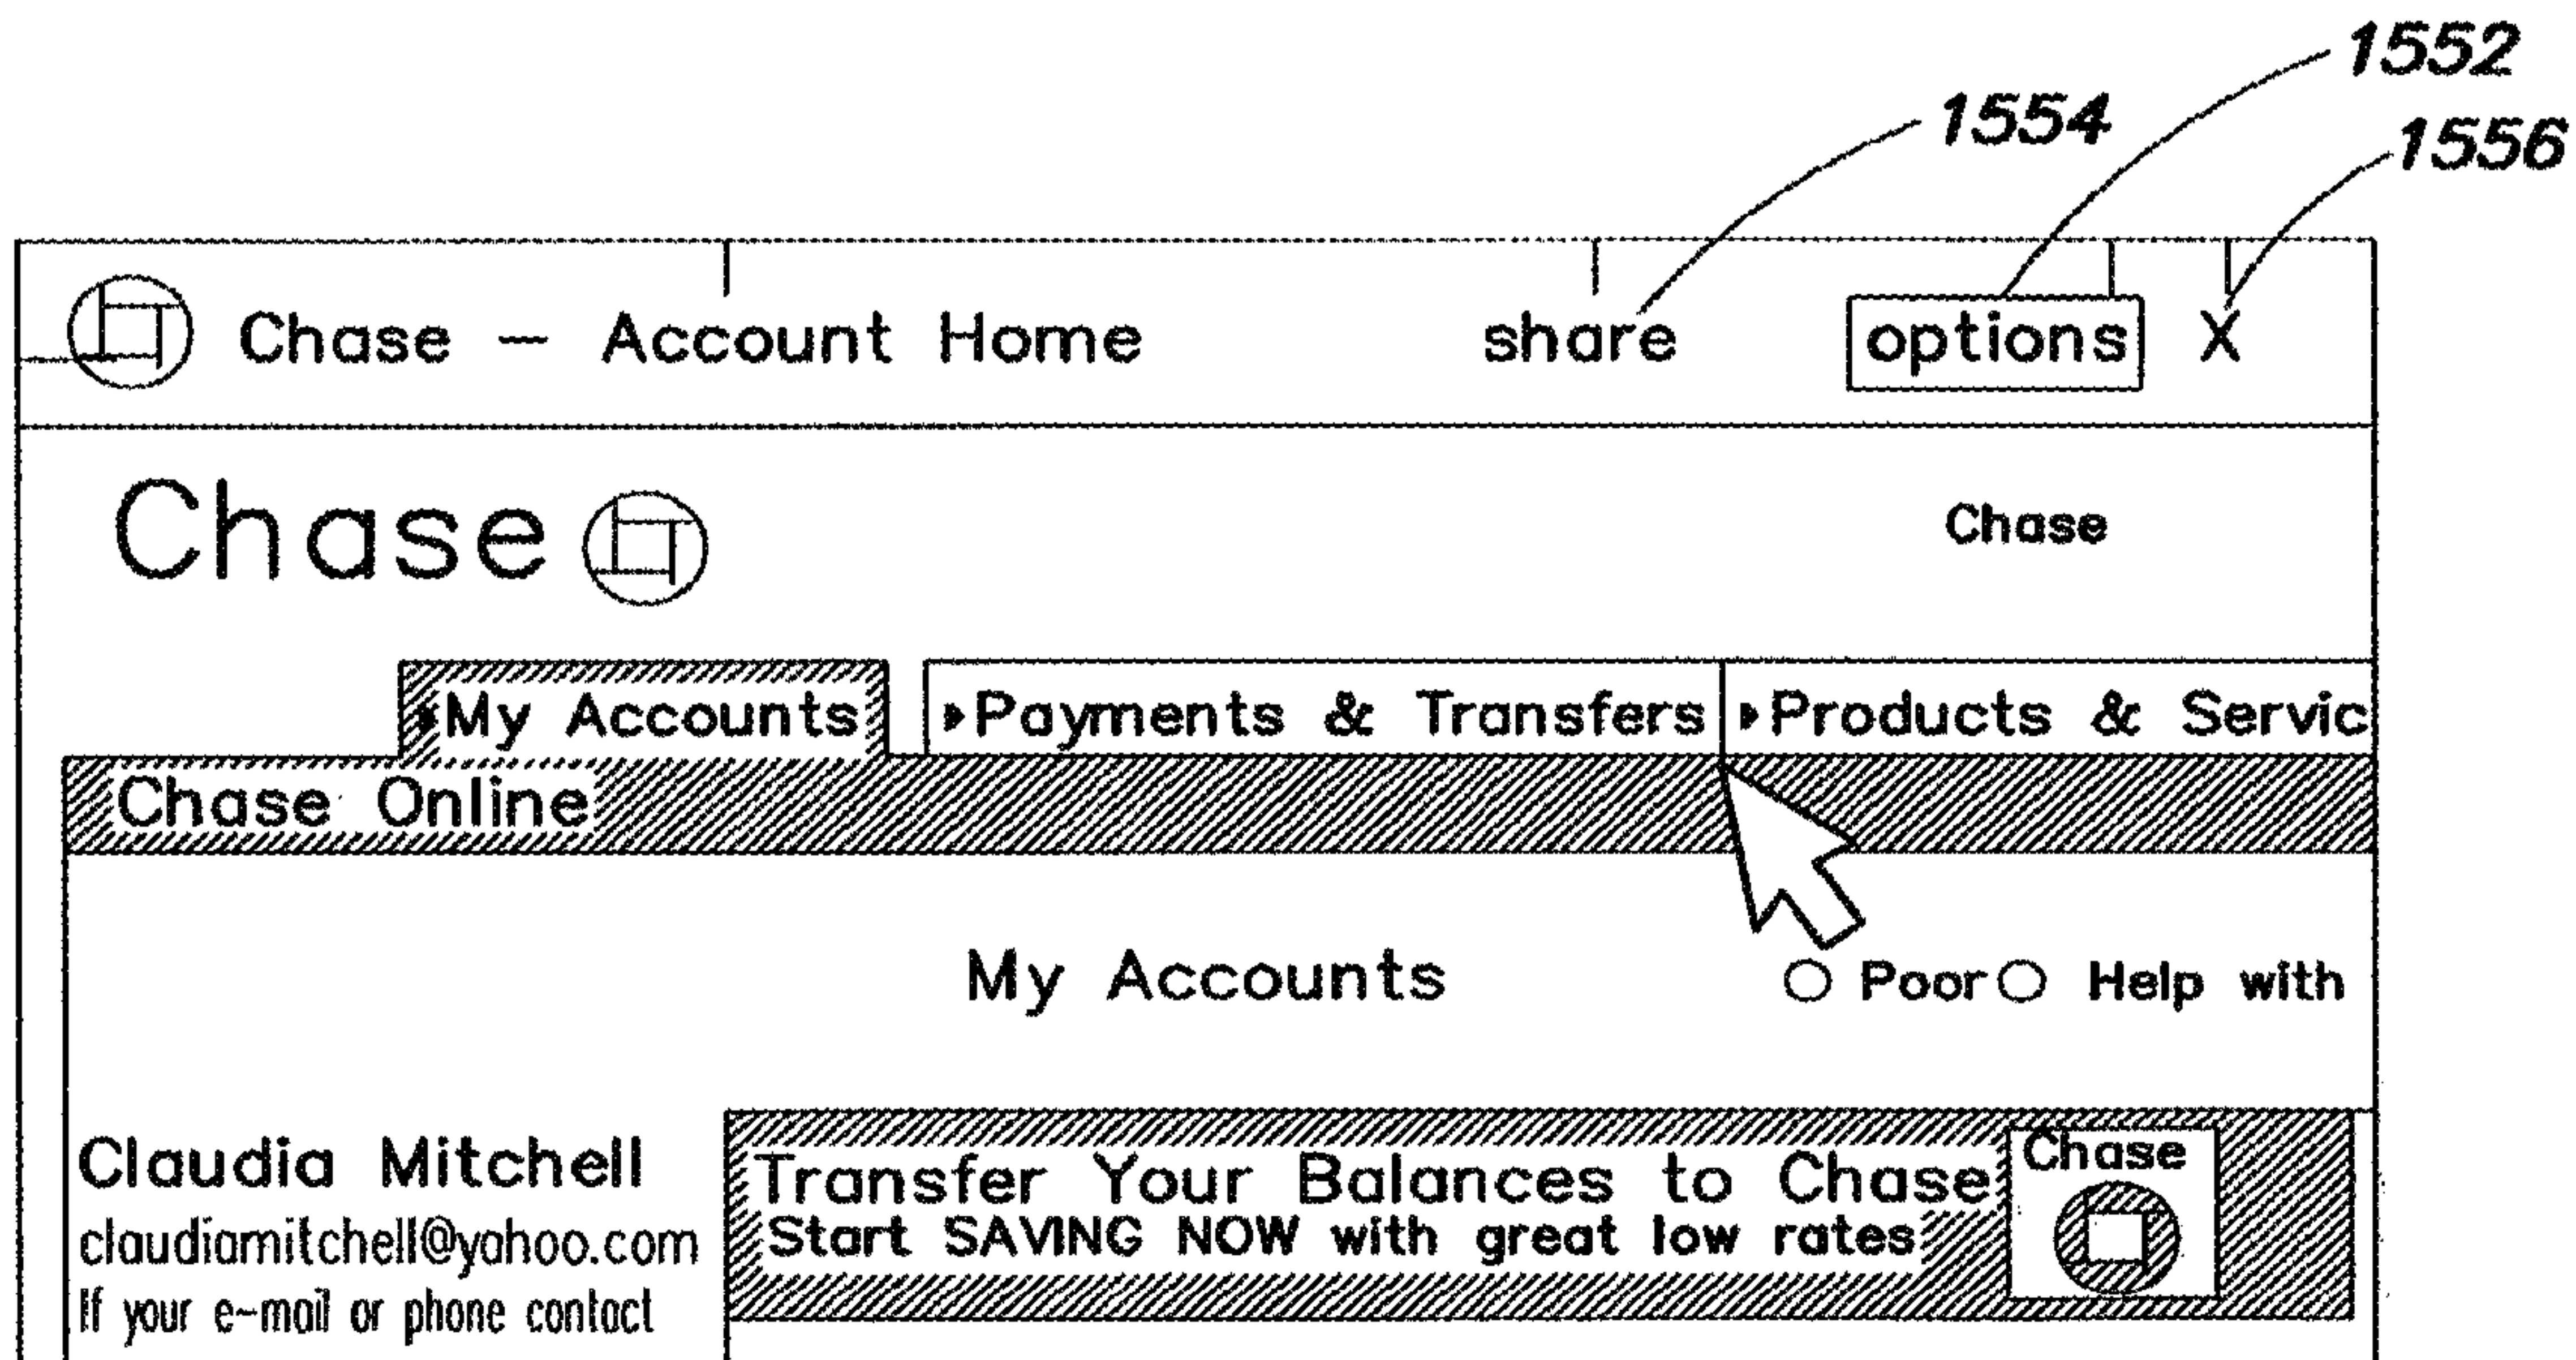 1552
1554
1556
Chase – Account Home share options X
Chase Chase
My Accounts Payments & Transfers Products & Servic
Chase Online
My Accounts Poor Help with
Claudia Mitchell
claudiamitchell@yahoo.com
If your e-mail or phone contact
Transfer Your Balances to Chase
Start SAVING NOW with great low rates
Chase